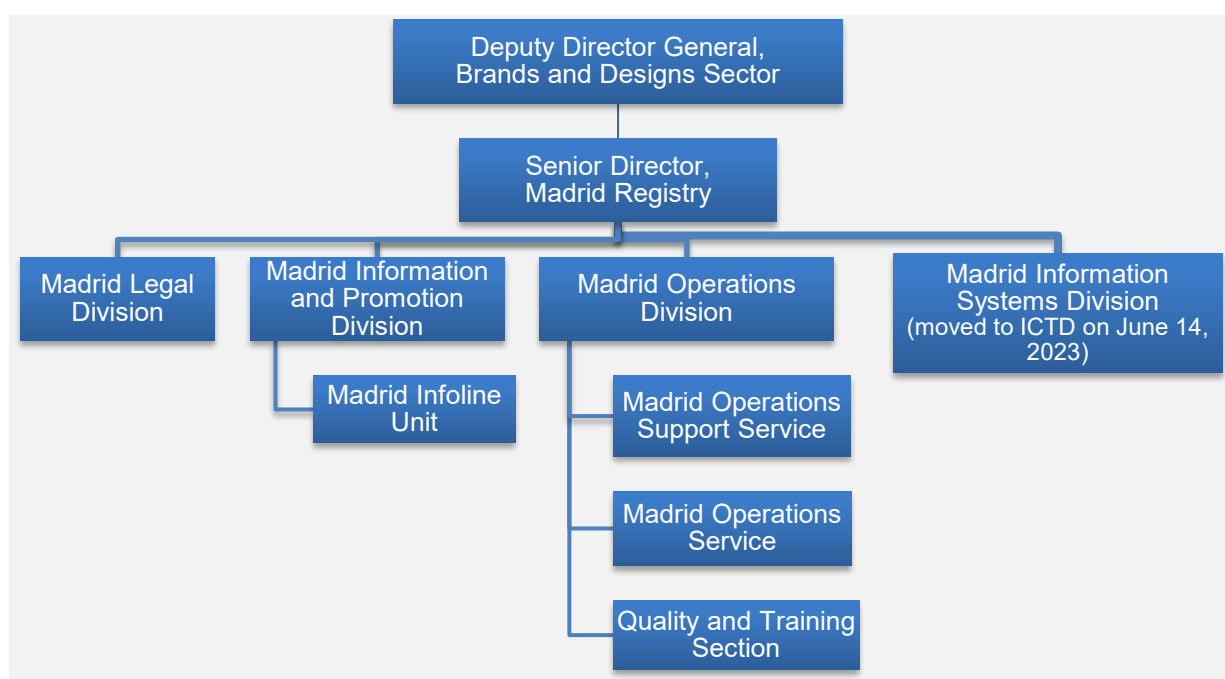 Deputy Director General,
Brands and Designs Sector
Senior Director,
Madrid Registry
Madrid Legal
Division
Madrid Information
and Promotion
Division
Madrid Operations
Division
Madrid Information
Systems Division
(moved to ICTD on June 14,
2023)
Madrid Infoline
Unit
Madrid Operations
Support Service
Madrid Operations
Service
Quality and Training
Section